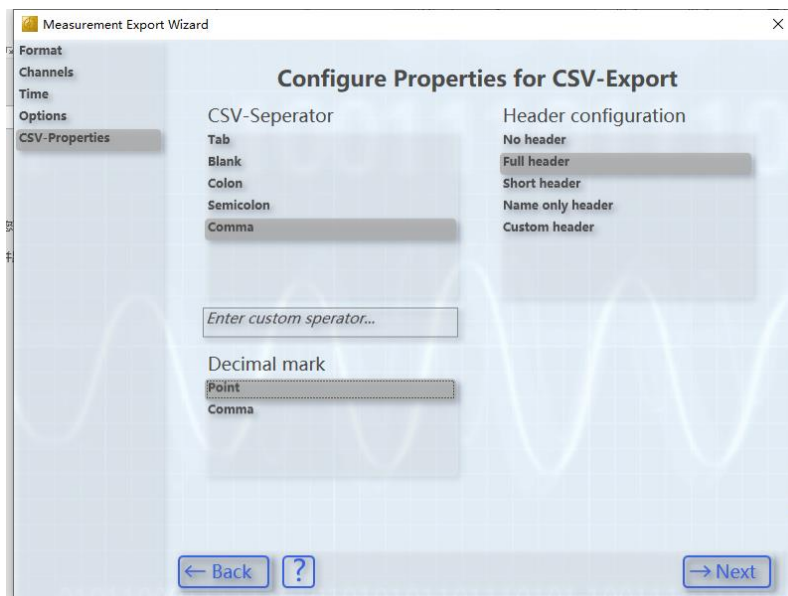 Measurement Export Wizard
Format
Channels
Time
Options
CSV-Properties
Configure Properties for CSV-Export
CSV-Seperator
Tab
Blank
Colon
Semicolon
Comma
Enter custom sperator...
Decimal mark
Point
Comma
Header configuration
No header
Full header
Short header
Name only header
Custom header
← Back
?
→ Next